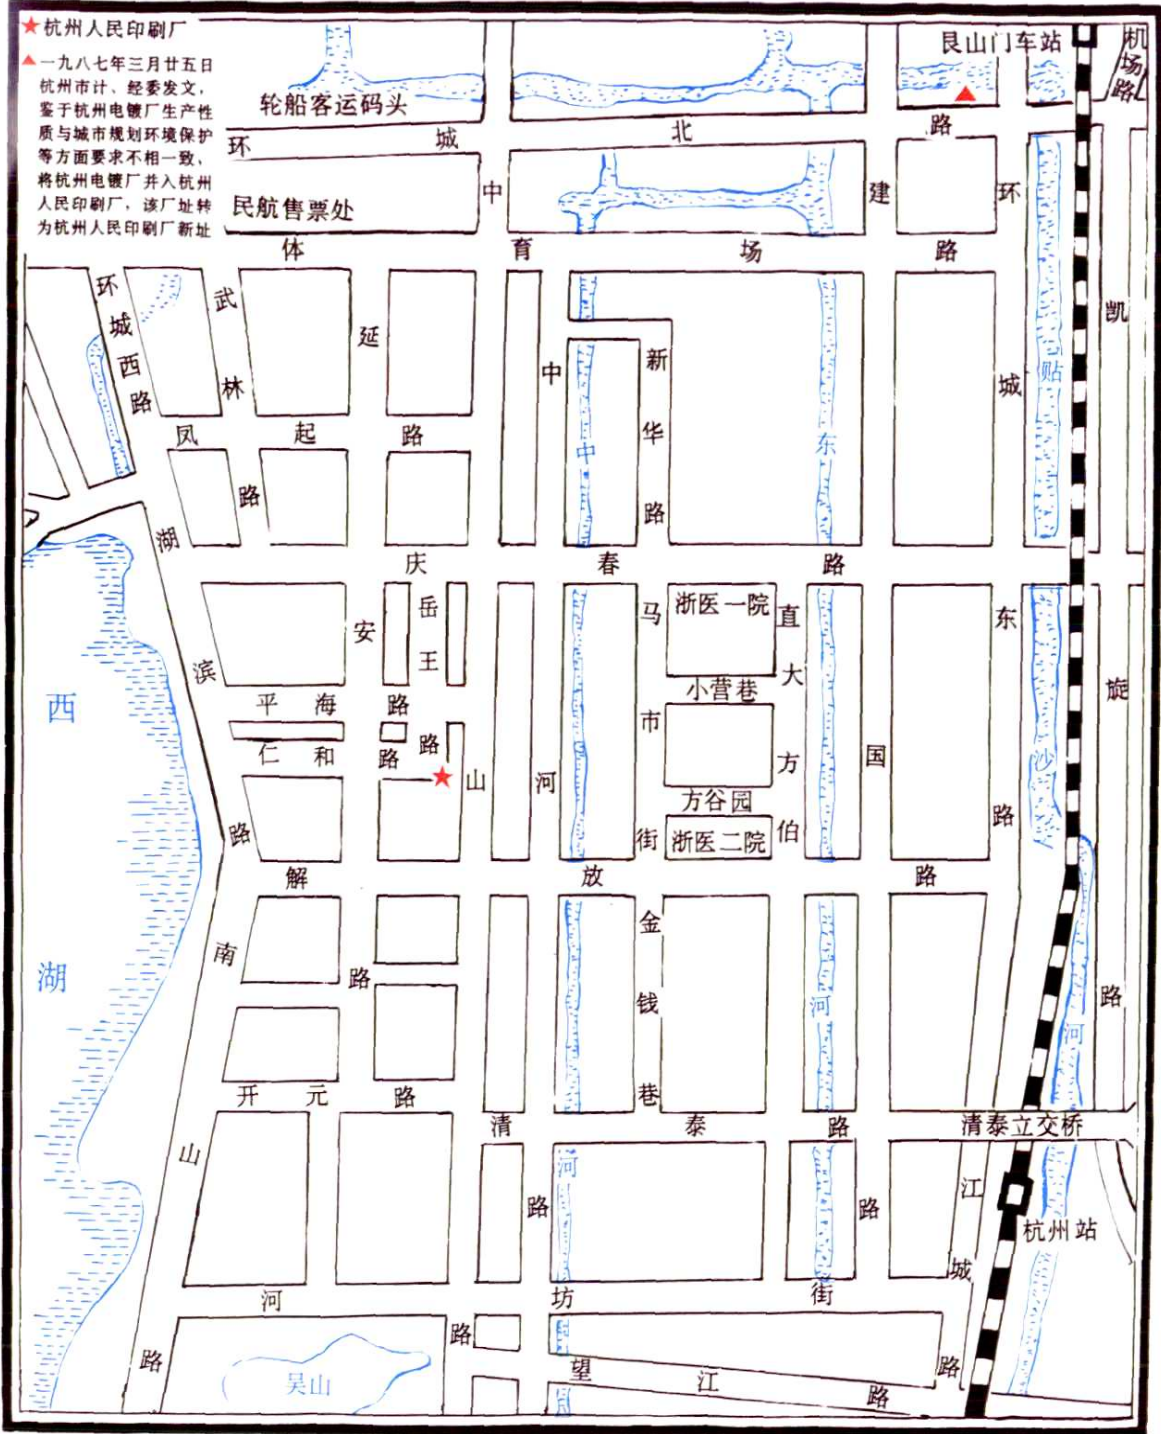 ★杭州人民印刷厂
▲一九八七年三月廿五日
杭州市计、经委发文,
鉴于杭州电镀厂生产性
质与城市规划环境保护
等方面要求不相一致、
将杭州电镀厂并入杭州
人民印刷厂,该厂址转
为杭州人民印刷厂新址
艮山门车站
机场路
轮船客运码头
环城北路
民航售票处
体育场路
环城西路
武林路
延安路
中山中路
中河路
新华路
建国路
环城东路
凯旋路
贴沙河
中河
东河
凤起路
湖滨路
庆春路
岳王路
马市街
浙医一院
直大方伯
小营巷
平海路
仁和路
方谷园
浙医二院
西湖
解放路
南山路
金钱巷
开元路
清泰路
清泰立交桥
江城路
杭州站
河坊街
吴山
望江路